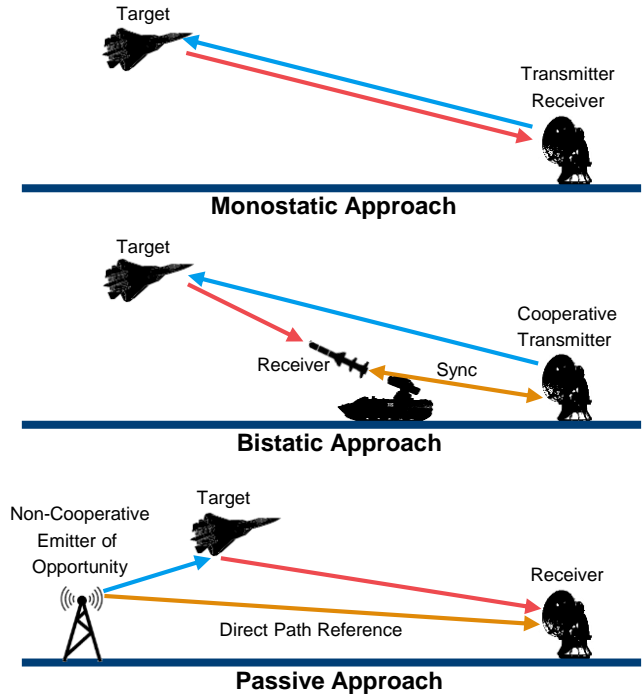 Target
Transmitter
Receiver
Monostatic Approach
Target
Cooperative
Transmitter
Receiver
Sync
Bistatic Approach
Target
Non-Cooperative
Emitter of
Opportunity
Receiver
Direct Path Reference
Passive Approach